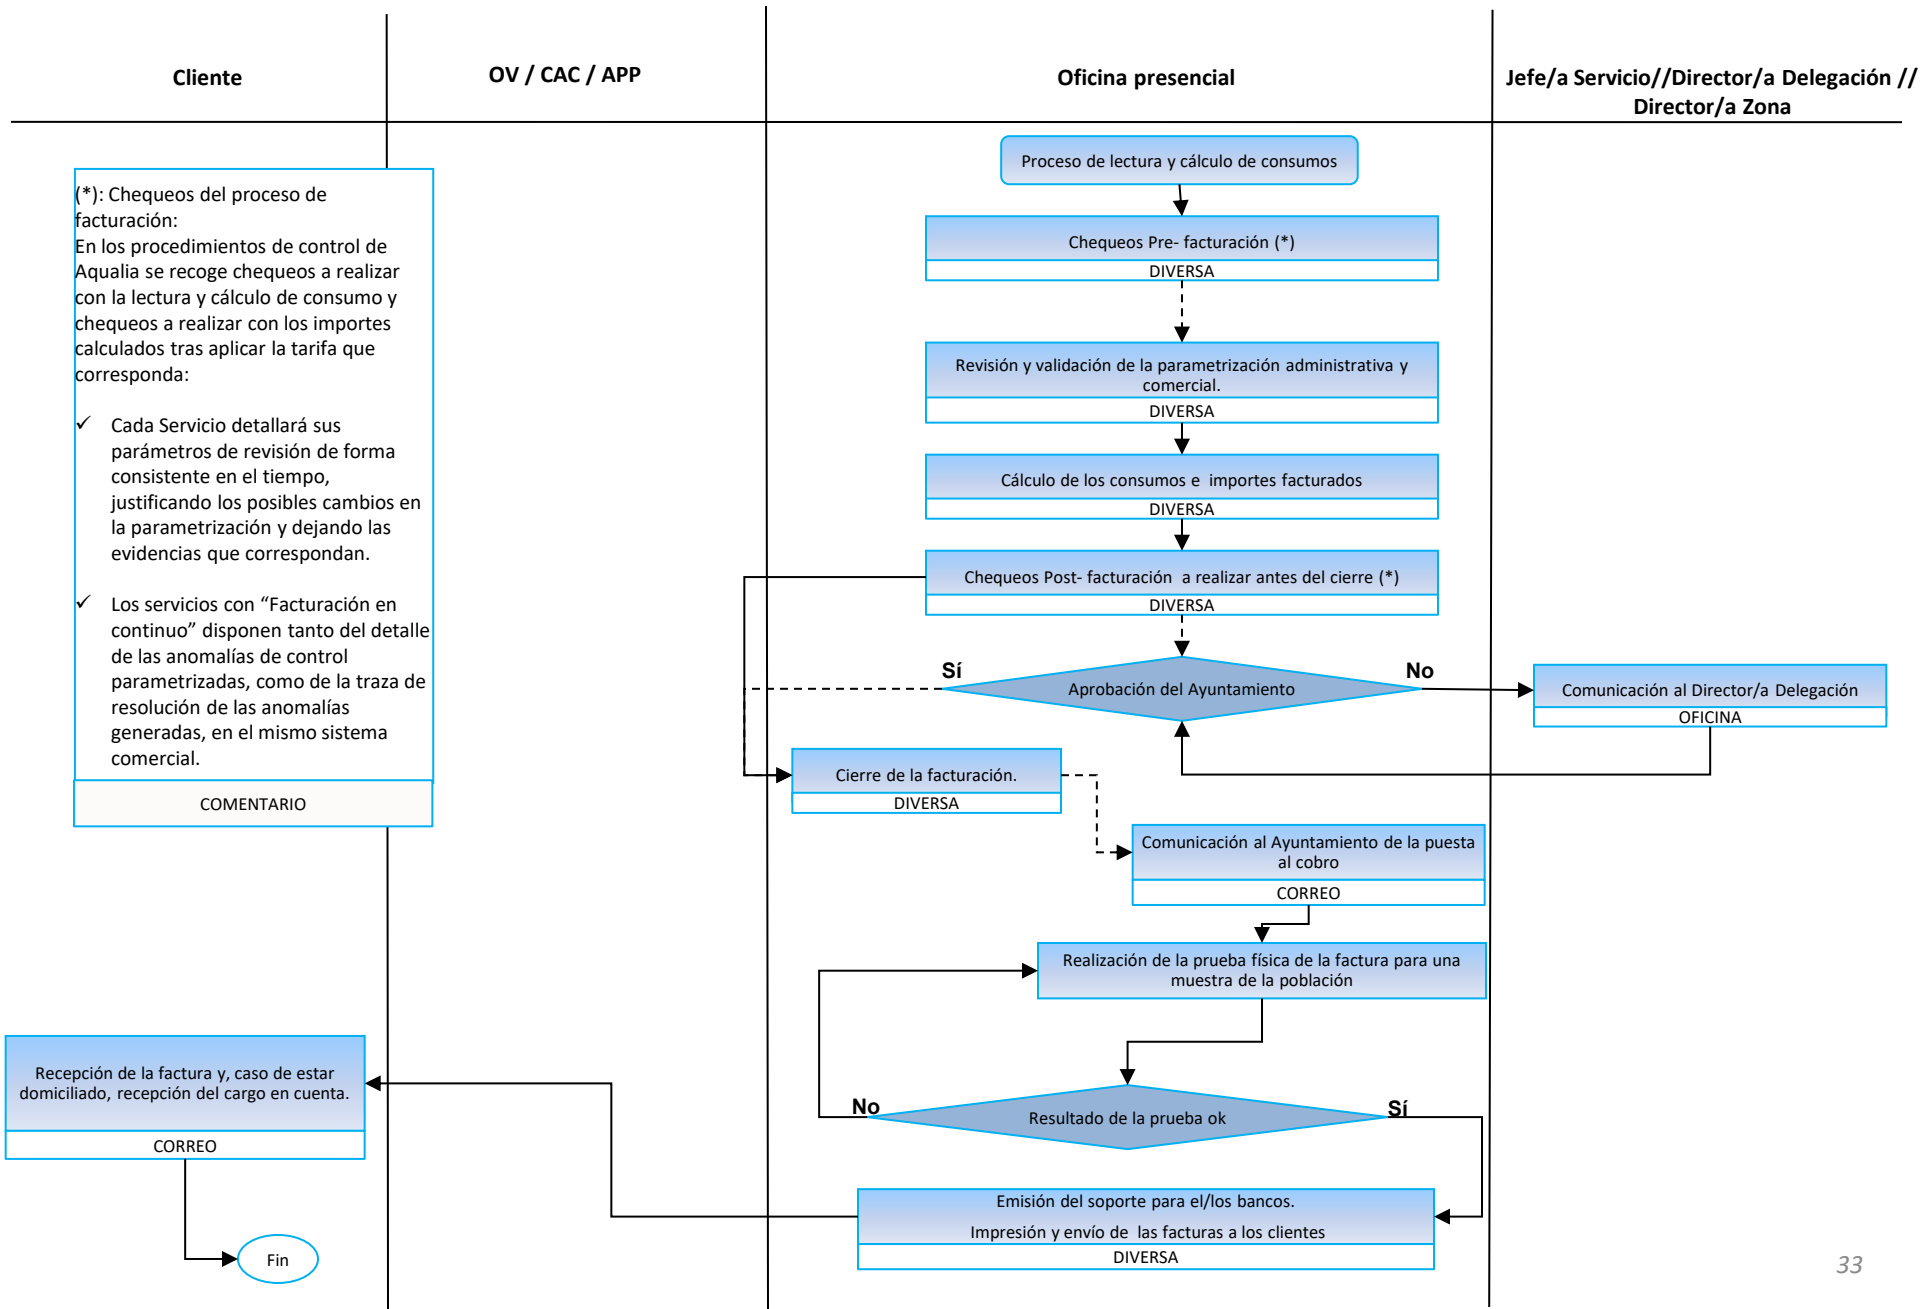 Cliente
OV / CAC / APP
Oficina presencial
Jefe/a Servicio//Director/a Delegación //
Director/a Zona
(*): Chequeos del proceso de
facturación:
En los procedimientos de control de
Aqualia se recoge chequeos a realizar
con la lectura y cálculo de consumo y
chequeos a realizar con los importes
calculados tras aplicar la tarifa que
corresponda:
✓ Cada Servicio detallará sus
parámetros de revisión de forma
consistente en el tiempo,
justificando los posibles cambios en
la parametrización y dejando las
evidencias que correspondan.
✓ Los servicios con “Facturación en
continuo” disponen tanto del detalle
de las anomalías de control
parametrizadas, como de la traza de
resolución de las anomalías
generadas, en el mismo sistema
comercial.
COMENTARIO
Proceso de lectura y cálculo de consumos
Chequeos Pre- facturación (*)
DIVERSA
Revisión y validación de la parametrización administrativa y
comercial.
DIVERSA
Cálculo de los consumos e importes facturados
DIVERSA
Chequeos Post- facturación a realizar antes del cierre (*)
DIVERSA
Sí
Aprobación del Ayuntamiento
No
Comunicación al Director/a Delegación
OFICINA
Cierre de la facturación.
DIVERSA
Comunicación al Ayuntamiento de la puesta
al cobro
CORREO
Realización de la prueba física de la factura para una
muestra de la población
No
Resultado de la prueba ok
Sí
Emisión del soporte para el/los bancos.
Impresión y envío de las facturas a los clientes
DIVERSA
Recepción de la factura y, caso de estar
domiciliado, recepción del cargo en cuenta.
CORREO
Fin
33